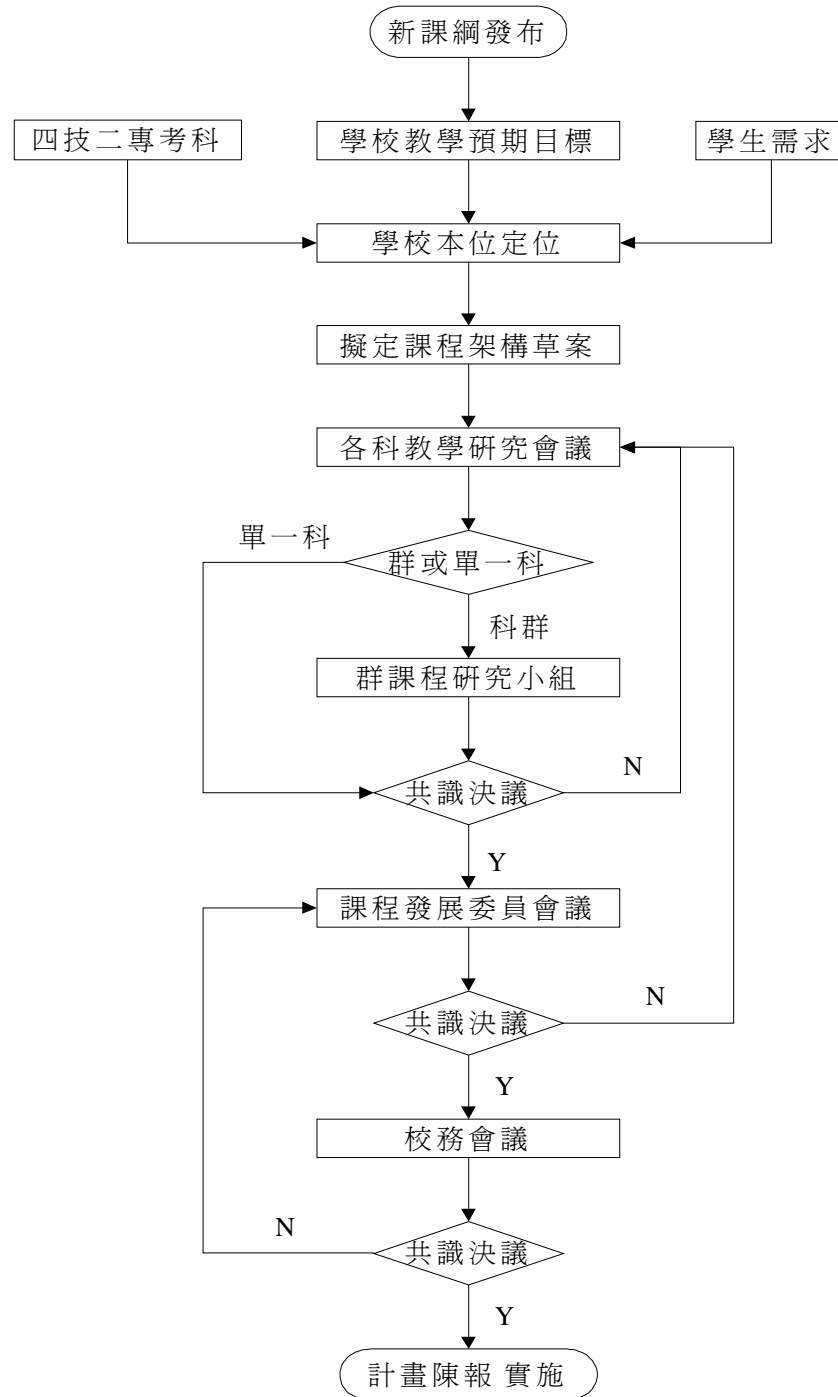 新課綱發布
四技二專考科
學校教學預期目標
學生需求
學校本位定位
擬定課程架構草案
各科教學研究會議
單一科
群或單一科
科群
群課程研究小組
共識決議
N
Y
課程發展委員會議
共識決議
N
Y
校務會議
N
共識決議
Y
計畫陳報 實施